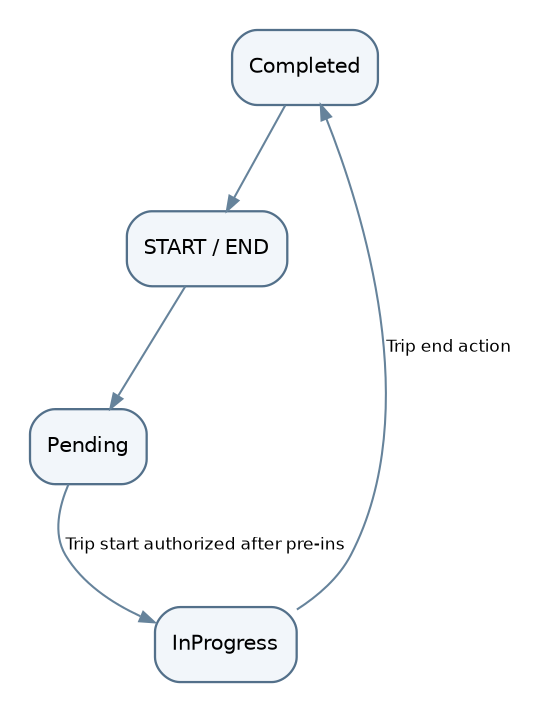 Completed
START / END
Trip end action
Pending
Trip start authorized after pre-ins
InProgress